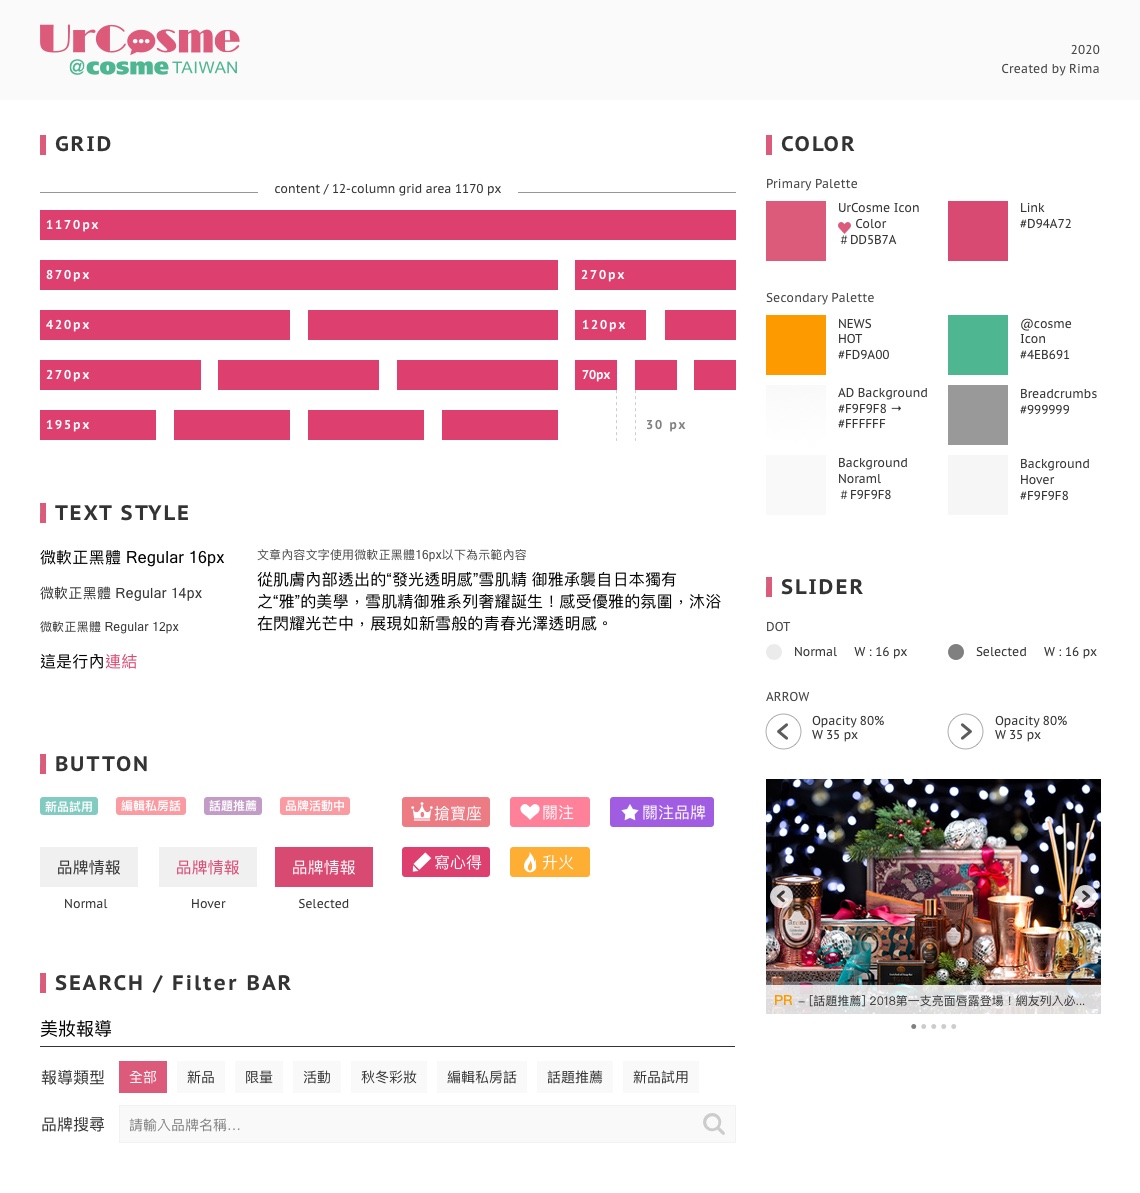 UrCosme
@cosme TAIWAN
2020
Created by Rima
GRID
content / 12-column grid area 1170 px
1170px
870px
270px
420px
120px
270px
70px
195px
30 px
TEXT STYLE
微軟正黑體 Regular 16px
微軟正黑體 Regular 14px
微軟正黑體 Regular 12px
這是行內連結
文章內容文字使用微軟正黑體16px以下為示範內容
從肌膚內部透出的“發光透明感”雪肌精 御雅承襲自日本獨有
之“雅”的美學，雪肌精御雅系列奢耀誕生！感受優雅的氛圍，沐浴
在閃耀光芒中，展現如新雪般的青春光澤透明感。
BUTTON
新品試用
編輯私房話
話題推薦
品牌活動中
搶寶座
關注
關注品牌
品牌情報
品牌情報
品牌情報
寫心得
升火
Normal
Hover
Selected
SEARCH / Filter BAR
美妝報導
報導類型
全部
新品
限量
活動
秋冬彩妝
編輯私房話
話題推薦
新品試用
品牌搜尋
請輸入品牌名稱...
COLOR
Primary Palette
UrCosme Icon
Color
# DD5B7A
Link
#D94A72
Secondary Palette
NEWS
HOT
#FD9A00
@cosme
Icon
#4EB691
AD Background
#F9F9F8 →
#FFFFFF
Breadcrumbs
#999999
Background
Noraml
# F9F9F8
Background
Hover
#F9F9F8
SLIDER
DOT
Normal W : 16 px
Selected W : 16 px
ARROW
Opacity 80%
W 35 px
Opacity 80%
W 35 px
PR – [話題推薦] 2018第一支亮面唇露登場！網友列入必...